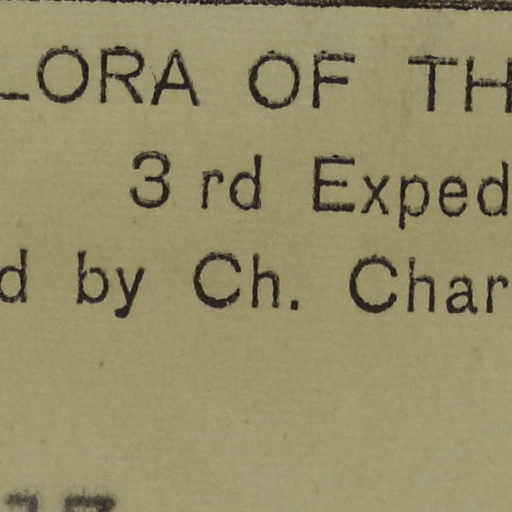 LORA OF TH
3 rd Exped
d by Ch. Char